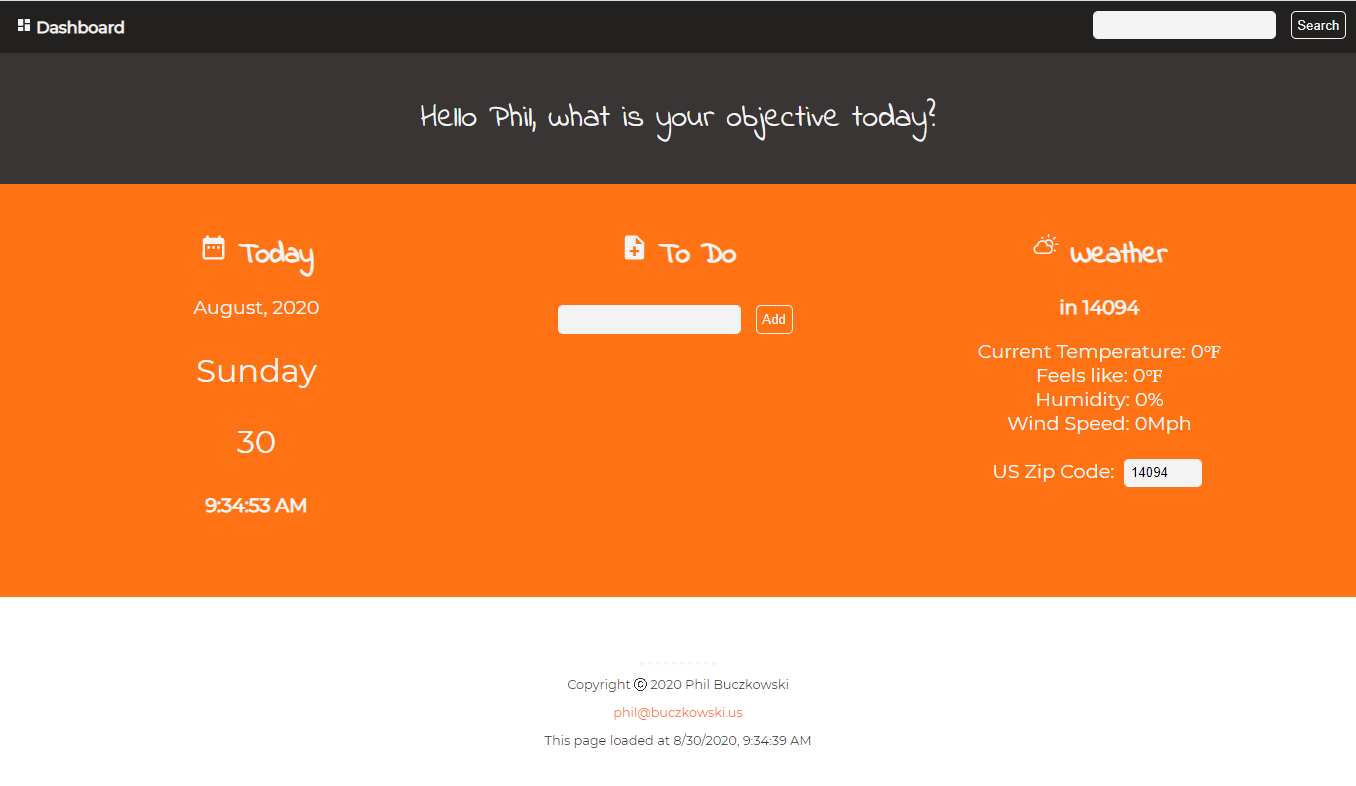 Dashboard
Search
Hello Phil, what is your objective today?
Today
August, 2020
Sunday
30
9:34:53 AM
To Do
Add
Weather
in 14094
Current Temperature: 0℉
Feels like: 0℉
Humidity: 0%
Wind Speed: 0Mph
US Zip Code: 14094
Copyright © 2020 Phil Buczkowski
phil@buczkowski.us
This page loaded at 8/30/2020, 9:34:39 AM